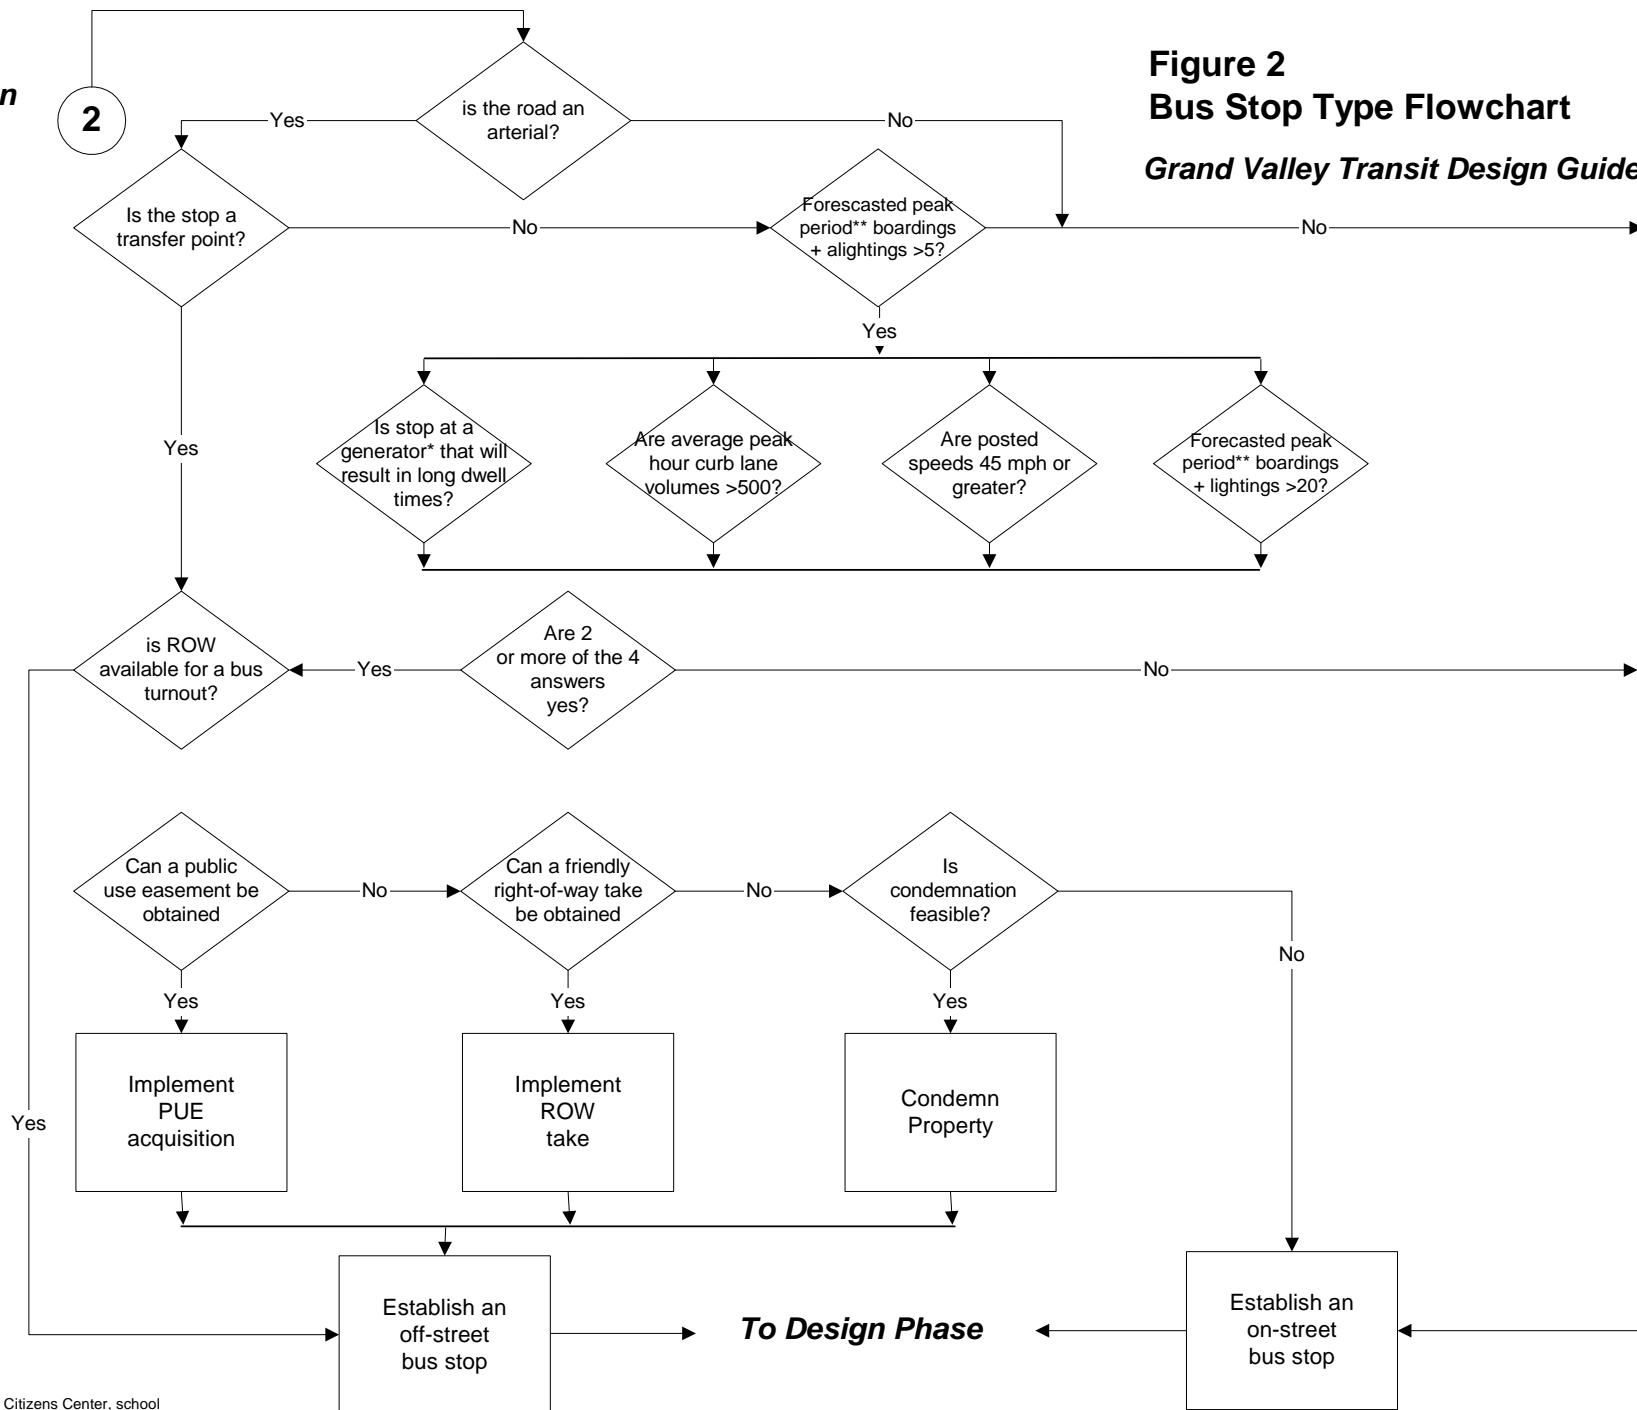 n
2
is the road an
arterial?
Figure 2
Bus Stop Type Flowchart
Grand Valley Transit Design Guide
Yes
No
Is the stop a
transfer point?
No
Forescasted peak
period** boardings
+ alightings >5?
No
Yes
Yes
Is stop at a
generator* that will
result in long dwell
times?
Are average peak
hour curb lane
volumes >500?
Are posted
speeds 45 mph or
greater?
Forecasted peak
period** boardings
+ lightings >20?
is ROW
available for a bus
turnout?
Yes
Are 2
or more of the 4
answers
yes?
No
Can a public
use easement be
obtained
No
Can a friendly
right-of-way take
be obtained
No
Is
condemnation
feasible?
No
Yes
Yes
Yes
Yes
Implement
PUE
acquisition
Implement
ROW
take
Condemn
Property
Establish an
off-street
bus stop
To Design Phase
Establish an
on-street
bus stop
Citizens Center, school